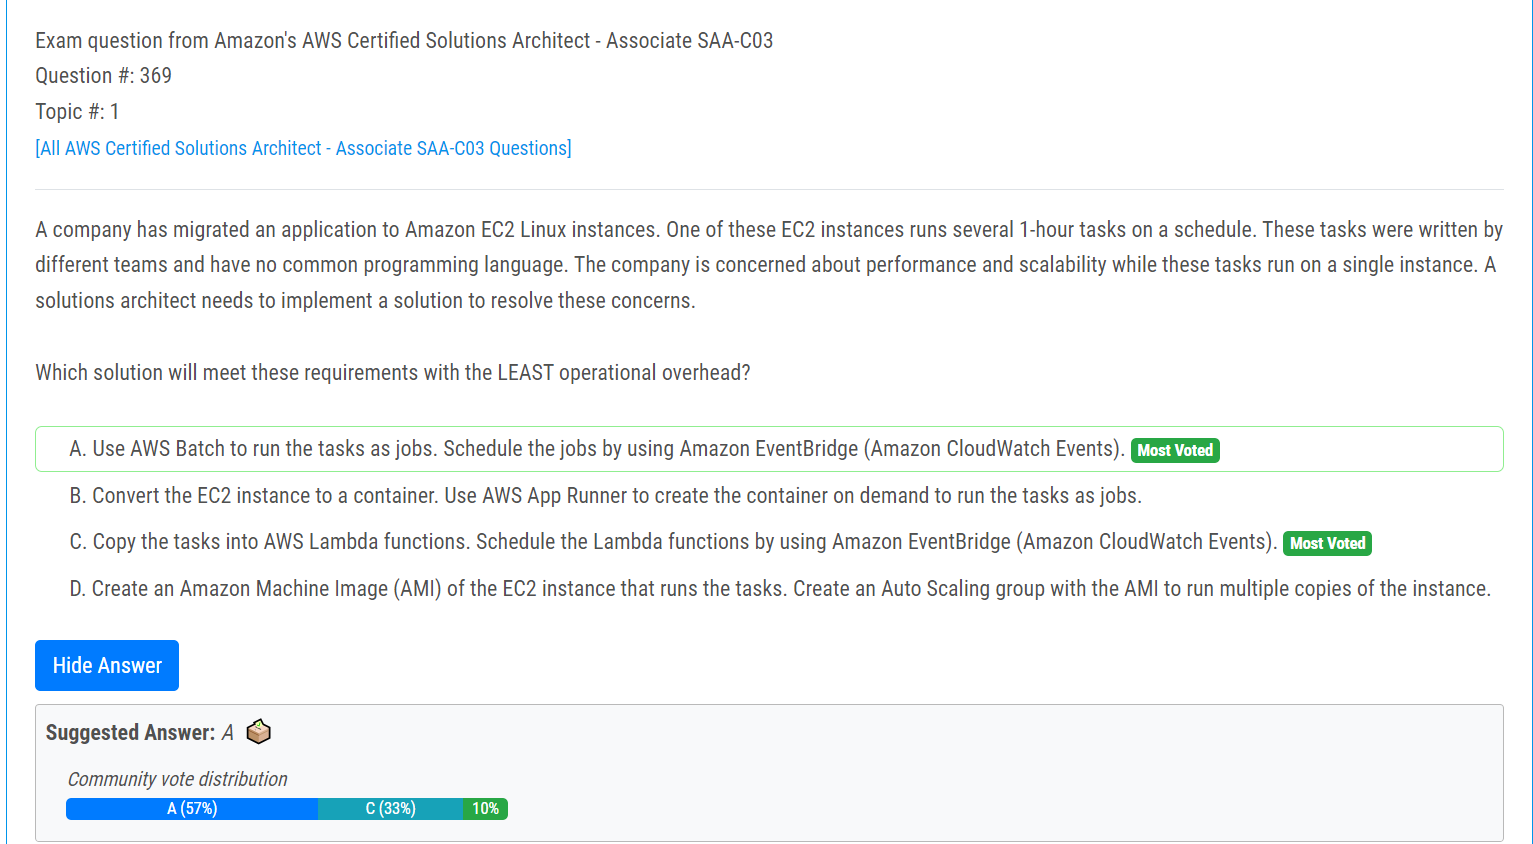 Exam question from Amazon's AWS Certified Solutions Architect - Associate SAA-C03
Question #: 369
Topic #: 1
[All AWS Certified Solutions Architect - Associate SAA-C03 Questions]
A company has migrated an application to Amazon EC2 Linux instances. One of these EC2 instances runs several 1-hour tasks on a schedule. These tasks were written by
different teams and have no common programming language. The company is concerned about performance and scalability while these tasks run on a single instance. A
solutions architect needs to implement a solution to resolve these concerns.
Which solution will meet these requirements with the LEAST operational overhead?
A. Use AWS Batch to run the tasks as jobs. Schedule the jobs by using Amazon EventBridge (Amazon CloudWatch Events). Most Voted
B. Convert the EC2 instance to a container. Use AWS App Runner to create the container on demand to run the tasks as jobs.
C. Copy the tasks into AWS Lambda functions. Schedule the Lambda functions by using Amazon EventBridge (Amazon CloudWatch Events). Most Voted
D. Create an Amazon Machine Image (AMI) of the EC2 instance that runs the tasks. Create an Auto Scaling group with the AMI to run multiple copies of the instance.
Hide Answer
Suggested Answer: A
Community vote distribution
A (57%) C (33%) 10%